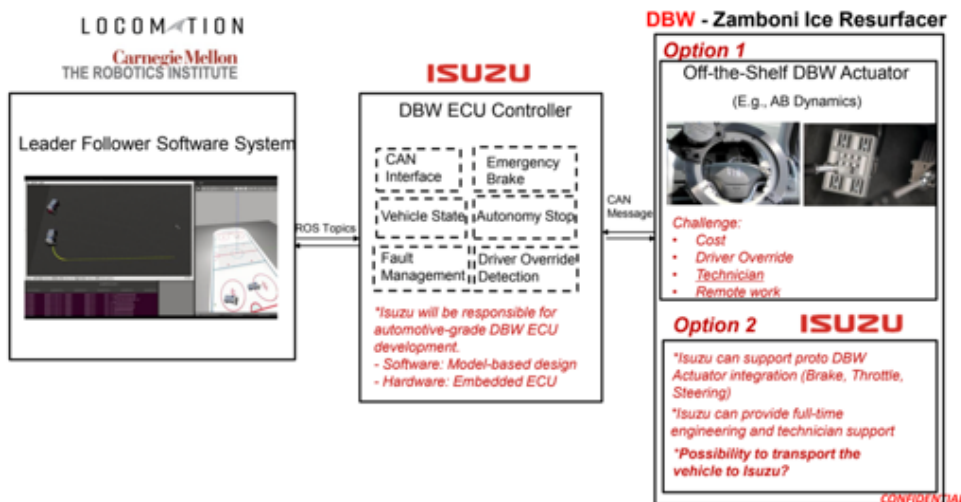 LOCOMATION
Carnegie Mellon
THE ROBOTICS INSTITUTE
Leader Follower Software System
ROS Topics
ISUZU
DBW ECU Controller
CAN
Interface
Emergency
Brake
Vehicle State
Autonomy Stop
Fault
Management
Driver Override
Detection
*Isuzu will be responsible for
automotive-grade DBW ECU
development.
- Software: Model-based design
- Hardware: Embedded ECU
CAN
Message
DBW - Zamboni Ice Resurfacer
Option 1
Off-the-Shelf DBW Actuator
(E.g., AB Dynamics)
Challenge:
• Cost
• Driver Override
• Technician
• Remote work
Option 2
ISUZU
*Isuzu can support proto DBW
Actuator integration (Brake, Throttle,
Steering)
*Isuzu can provide full-time
engineering and technician support
*Possibility to transport the
vehicle to Isuzu?
CONFIDENTIAL